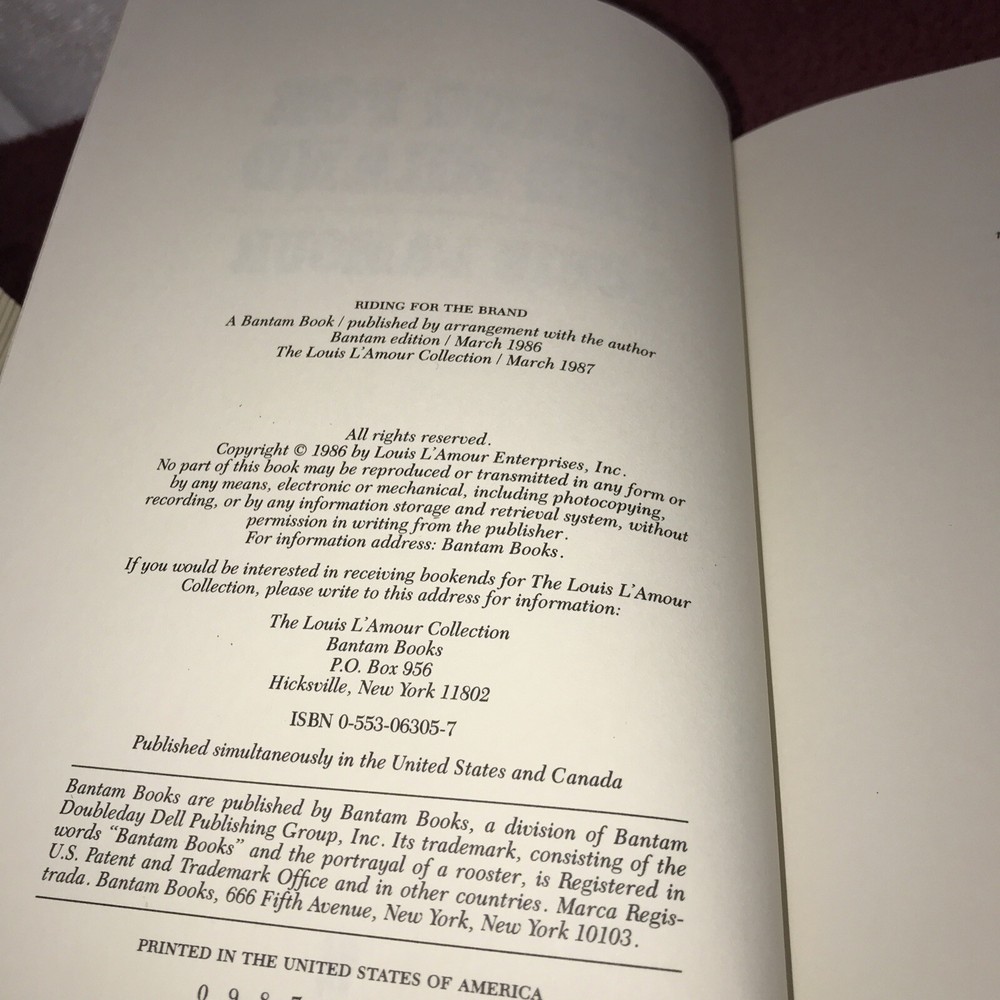 RIDING FOR THE BRAND
A Bantam Book / published by arrangement with the author
Bantam edition / March 1986
The Louis L'Amour Collection / March 1987
All rights reserved.
Copyright © 1986 by Louis L'Amour Enterprises, Inc.
No part of this book may be reproduced or transmitted in any form or
by any means, electronic or mechanical, including photocopying,
recording, or by any information storage and retrieval system, without
permission in writing from the publisher.
For information address: Bantam Books.
If you would be interested in receiving bookends for The Louis L'Amour
Collection, please write to this address for information:
The Louis L'Amour Collection
Bantam Books
P.O. Box 956
Hicksville, New York 11802
ISBN 0-553-06305-7
Published simultaneously in the United States and Canada
Bantam Books are published by Bantam Books, a division of Bantam
Doubleday Dell Publishing Group, Inc. Its trademark, consisting of the
words "Bantam Books" and the portrayal of a rooster, is Registered in
U.S. Patent and Trademark Office and in other countries. Marca Regis-
trada. Bantam Books, 666 Fifth Avenue, New York, New York 10103.
PRINTED IN THE UNITED STATES OF AMERICA
0 9 8